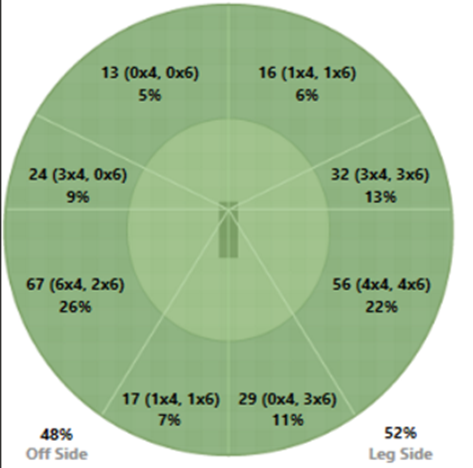 13 (0x4, 0x6)
5%
16 (1x4, 1x6)
6%
24 (3x4, 0x6)
9%
32 (3x4, 3x6)
13%
67 (6x4, 2x6)
26%
56 (4x4, 4x6)
22%
17 (1x4, 1x6)
7%
29 (0x4, 3x6)
11%
48%
Off Side
52%
Leg Side